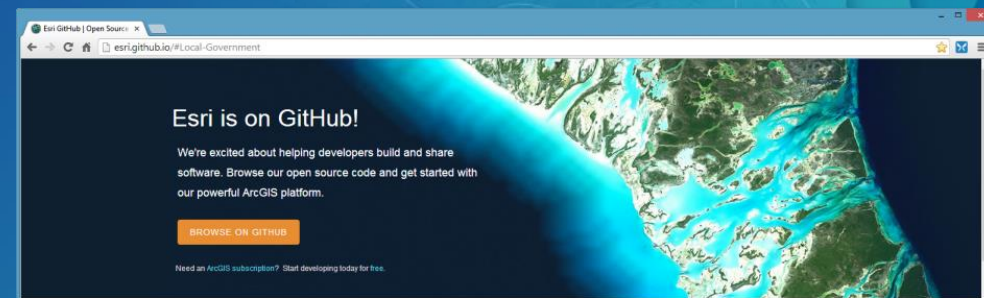 Esri GitHub | Open Source
esri.github.io/#Local-Government
Esri is on GitHub!
We're excited about helping developers build and share
software. Browse our open source code and get started with
our powerful ArcGIS platform.
BROWSE ON GITHUB
Need an ArcGIS subscription? Start developing today for free.